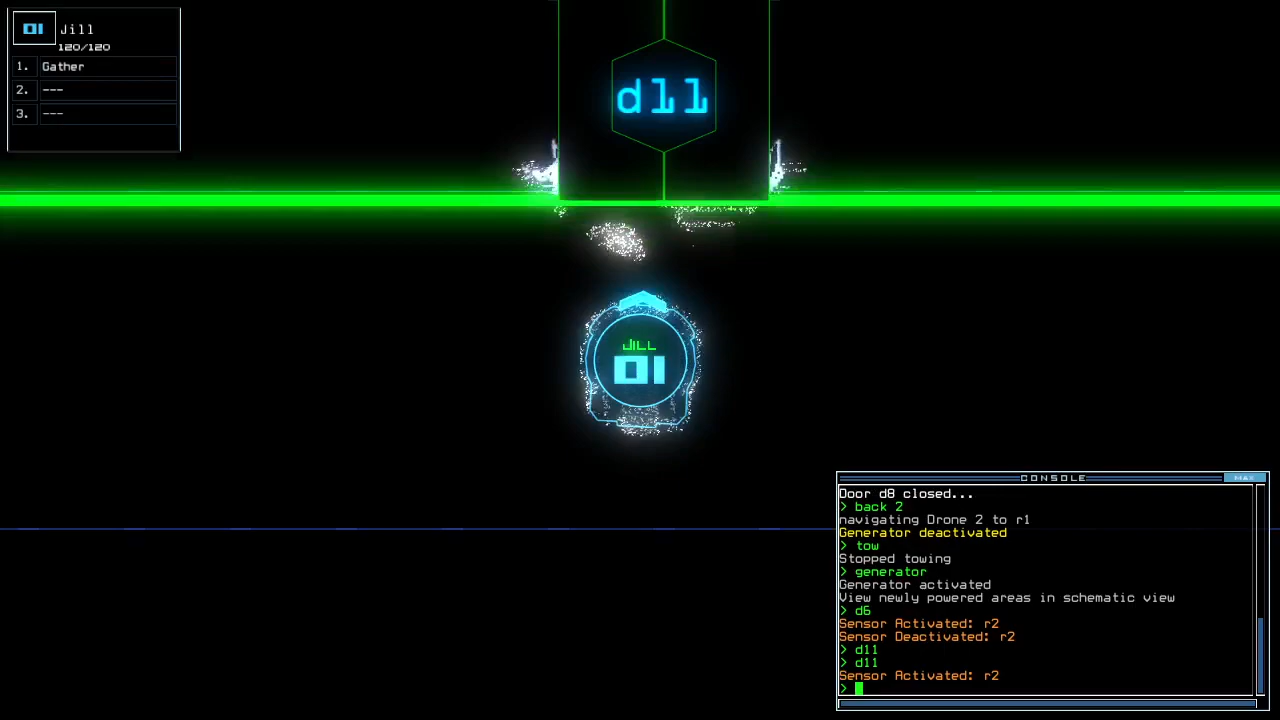 01 Jill
120/120
1. Gather
2. ---
3. ---
d11
JILL
01
CONSOLE
MAX
Door d8 closed...
> back 2
navigating Drone 2 to r1
Generator deactivated
> tow
Stopped towing
> generator
Generator activated
View newly powered areas in schematic view
> d6
Sensor Activated: r2
Sensor Deactivated: r2
> d11
> d11
Sensor Activated: r2
>